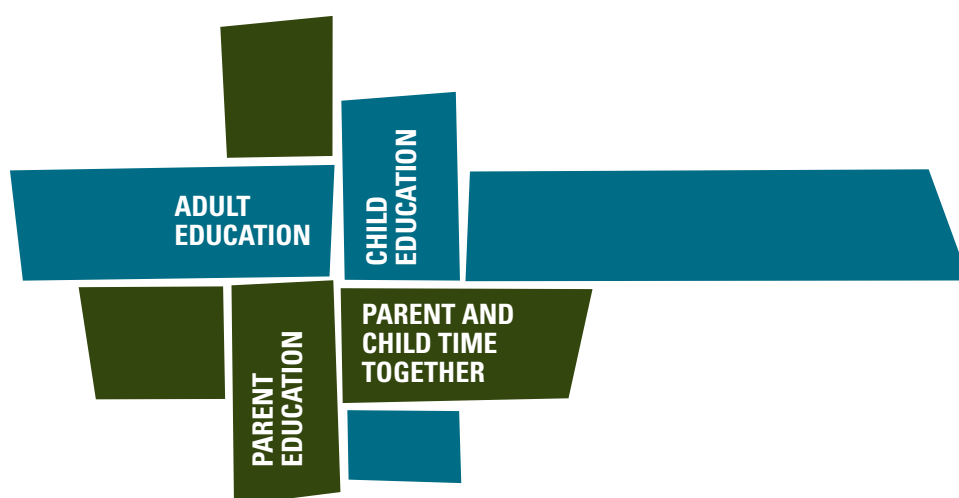 ADULT
EDUCATION
CHILD
EDUCATION
PARENT
EDUCATION
PARENT AND
CHILD TIME
TOGETHER